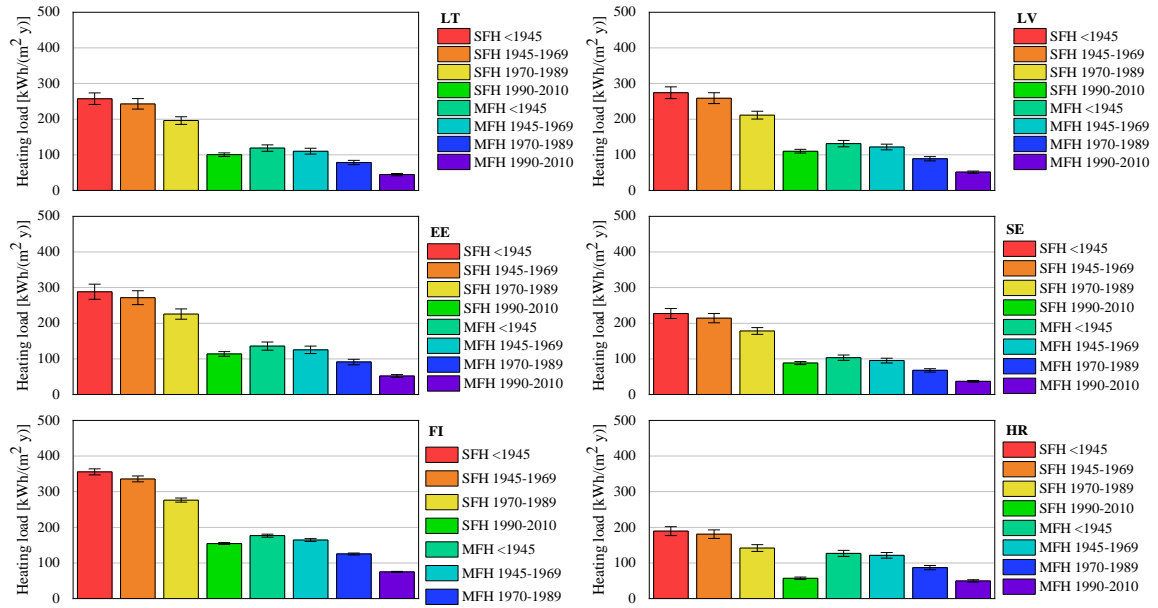 LT
Heating load [kWh/(m² y)]
500
400
300
200
100
0
SFH <1945
SFH 1945-1969
SFH 1970-1989
SFH 1990-2010
MFH <1945
MFH 1945-1969
MFH 1970-1989
MFH 1990-2010
LV
Heating load [kWh/(m² y)]
500
400
300
200
100
0
SFH <1945
SFH 1945-1969
SFH 1970-1989
SFH 1990-2010
MFH <1945
MFH 1945-1969
MFH 1970-1989
MFH 1990-2010
EE
Heating load [kWh/(m² y)]
500
400
300
200
100
0
SFH <1945
SFH 1945-1969
SFH 1970-1989
SFH 1990-2010
MFH <1945
MFH 1945-1969
MFH 1970-1989
MFH 1990-2010
SE
Heating load [kWh/(m² y)]
500
400
300
200
100
0
SFH <1945
SFH 1945-1969
SFH 1970-1989
SFH 1990-2010
MFH <1945
MFH 1945-1969
MFH 1970-1989
MFH 1990-2010
FI
Heating load [kWh/(m² y)]
500
400
300
200
100
0
SFH <1945
SFH 1945-1969
SFH 1970-1989
SFH 1990-2010
MFH <1945
MFH 1945-1969
MFH 1970-1989
HR
Heating load [kWh/(m² y)]
500
400
300
200
100
0
SFH <1945
SFH 1945-1969
SFH 1970-1989
SFH 1990-2010
MFH <1945
MFH 1945-1969
MFH 1970-1989
MFH 1990-2010